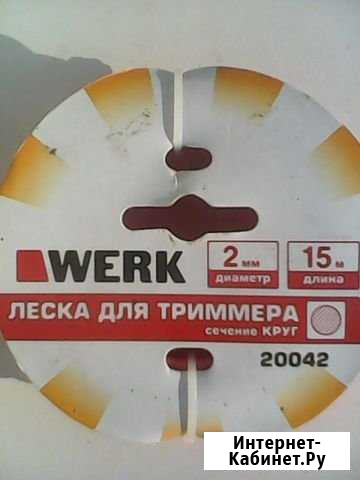 WERK
2 мм
диаметр
15 м
длина
ЛЕСКА ДЛЯ ТРИММЕРА
сечение КРУГ
20042
Интернет-
Кабинет.Ру